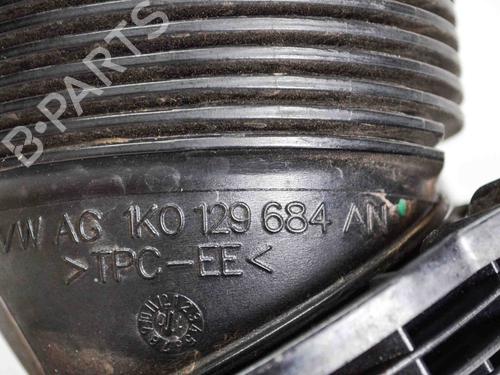 B-PARTS
VW AG 1K0 129 684 AN
>TPC-EE<